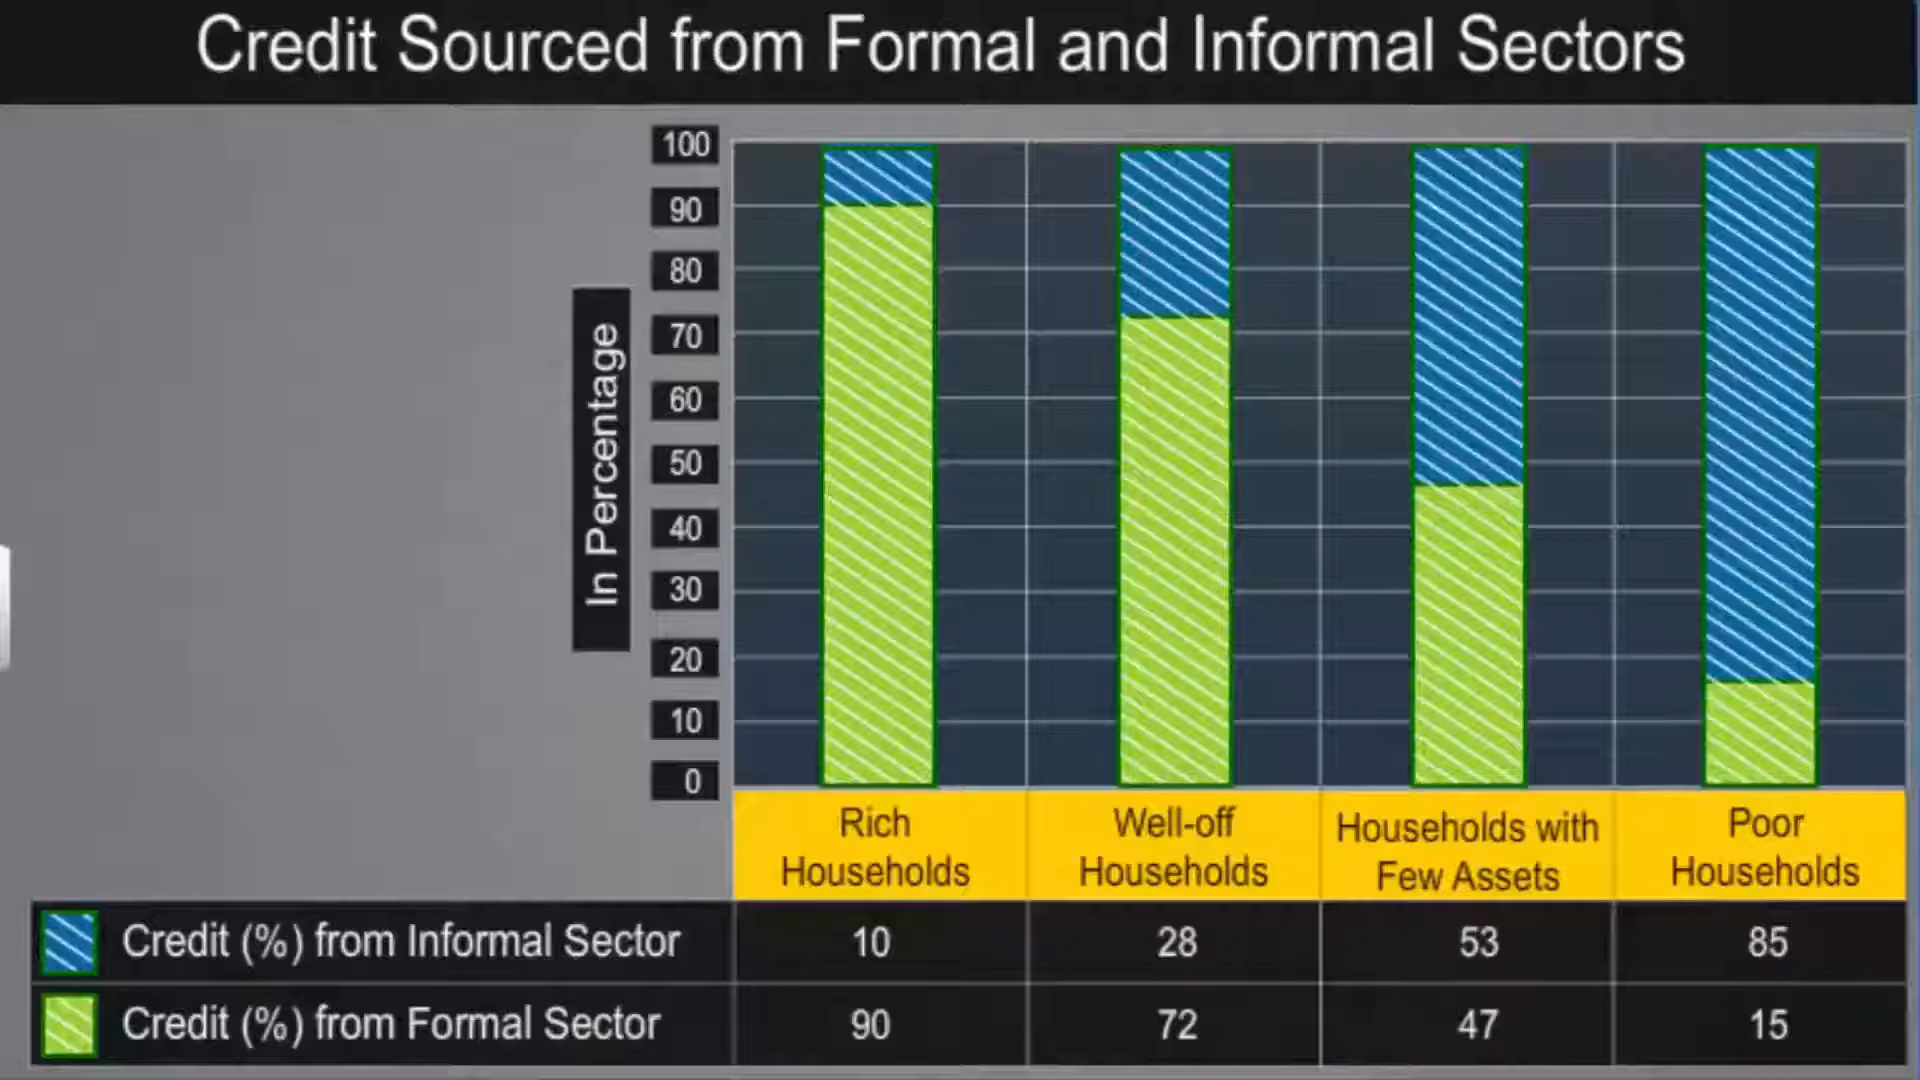 Credit Sourced from Formal and Informal Sectors
100
90
80
70
60
50
40
30
20
10
0
In Percentage
Rich
Households
Well-off
Households
Households with
Few Assets
Poor
Households
Credit (%) from Informal Sector 10 28 53 85
Credit (%) from Formal Sector 90 72 47 15